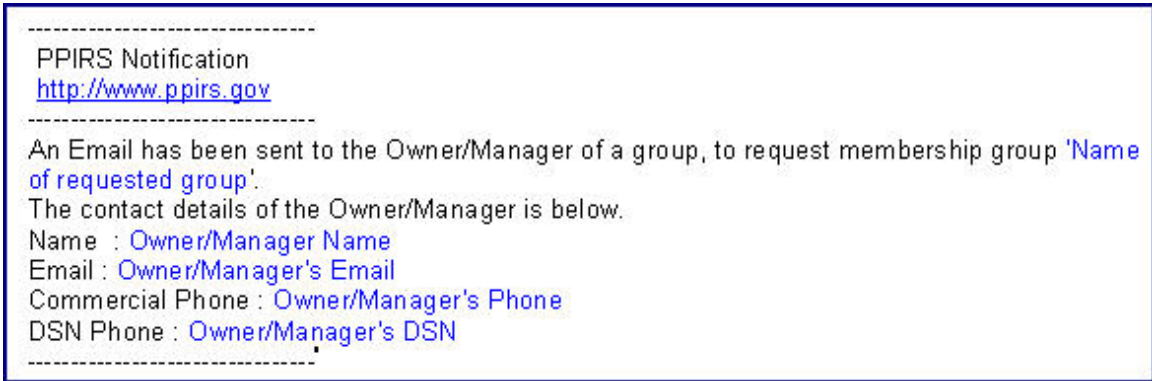 -------------------------------
PPIRS Notification
http://www.ppirs.gov
-------------------------------
An Email has been sent to the Owner/Manager of a group, to request membership group 'Name
of requested group'.
The contact details of the Owner/Manager is below.
Name : Owner/Manager Name
Email : Owner/Manager's Email
Commercial Phone : Owner/Manager's Phone
DSN Phone : Owner/Manager's DSN
-------------------------------'